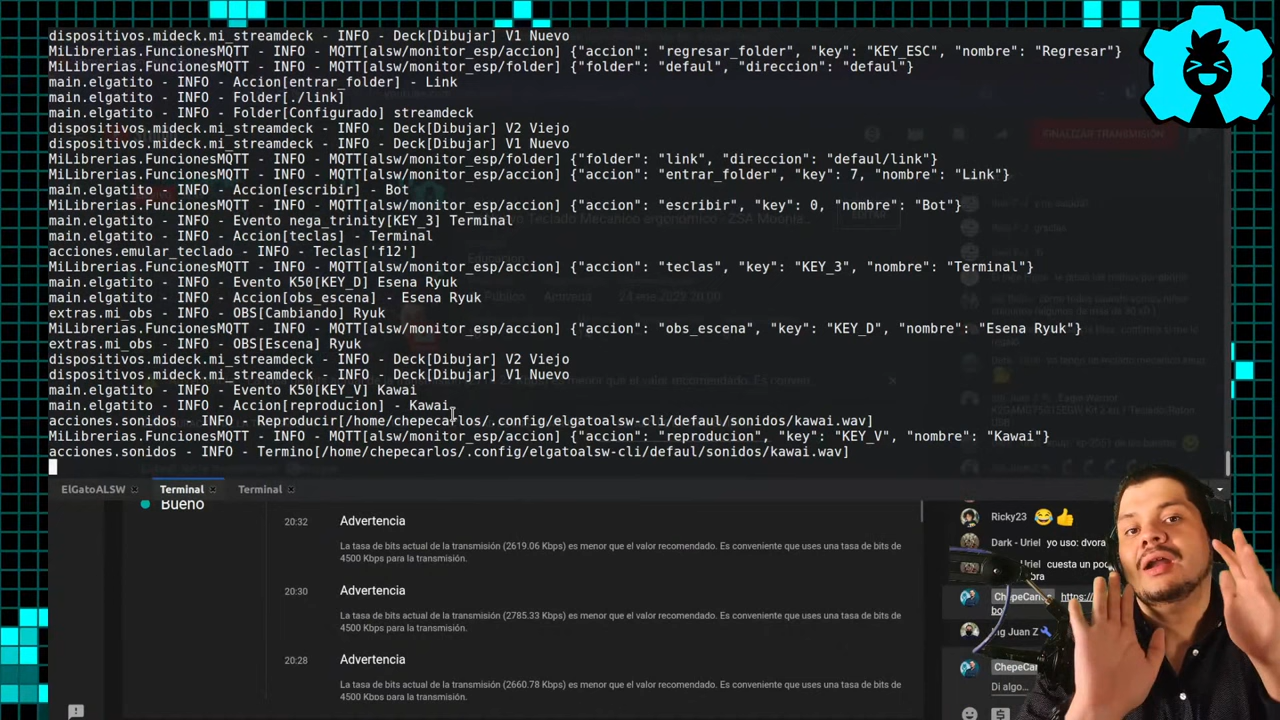 dispositivos.mideck.mi_streamdeck - INFO - Deck[Dibujar] V1 Nuevo
MiLibrerias.FuncionesMQTT - INFO - MQTT[alsw/monitor_esp/accion] {"accion": "regresar_folder", "key": "KEY_ESC", "nombre": "Regresar"}
MiLibrerias.FuncionesMQTT - INFO - MQTT[alsw/monitor_esp/folder] {"folder": "defaul", "direccion": "defaul"}
main.elgatito - INFO - Accion[entrar_folder] - Link
main.elgatito - INFO - Folder[./link]
main.elgatito - INFO - Folder[Configurado] streamdeck
dispositivos.mideck.mi_streamdeck - INFO - Deck[Dibujar] V2 Viejo
dispositivos.mideck.mi_streamdeck - INFO - Deck[Dibujar] V1 Nuevo
MiLibrerias.FuncionesMQTT - INFO - MQTT[alsw/monitor_esp/folder] {"folder": "link", "direccion": "defaul/link"}
MiLibrerias.FuncionesMQTT - INFO - MQTT[alsw/monitor_esp/accion] {"accion": "entrar_folder", "key": 7, "nombre": "Link"}
main.elgatito - INFO - Accion[escribir] - Bot
MiLibrerias.FuncionesMQTT - INFO - MQTT[alsw/monitor_esp/accion] {"accion": "escribir", "key": 0, "nombre": "Bot"}
main.elgatito - INFO - Evento nega_trinity[KEY_3] Terminal
main.elgatito - INFO - Accion[teclas] - Terminal
acciones.emular_teclado - INFO - Teclas['f12']
MiLibrerias.FuncionesMQTT - INFO - MQTT[alsw/monitor_esp/accion] {"accion": "teclas", "key": "KEY_3", "nombre": "Terminal"}
main.elgatito - INFO - Evento K50[KEY_D] Esena Ryuk
main.elgatito - INFO - Accion[obs_escena] - Esena Ryuk
extras.mi_obs - INFO - OBS[Cambiando] Ryuk
MiLibrerias.FuncionesMQTT - INFO - MQTT[alsw/monitor_esp/accion] {"accion": "obs_escena", "key": "KEY_D", "nombre": "Esena Ryuk"}
extras.mi_obs - INFO - OBS[Escena] Ryuk
dispositivos.mideck.mi_streamdeck - INFO - Deck[Dibujar] V2 Viejo
dispositivos.mideck.mi_streamdeck - INFO - Deck[Dibujar] V1 Nuevo
main.elgatito - INFO - Evento K50[KEY_V] Kawai
main.elgatito - INFO - Accion[reproducion] - Kawai
acciones.sonidos - INFO - Reproducir[/home/chepecarlos/.config/elgatoalsw-cli/defaul/sonidos/kawai.wav]
MiLibrerias.FuncionesMQTT - INFO - MQTT[alsw/monitor_esp/accion] {"accion": "reproducion", "key": "KEY_V", "nombre": "Kawai"}
acciones.sonidos - INFO - Termino[/home/chepecarlos/.config/elgatoalsw-cli/defaul/sonidos/kawai.wav]
ElGatoALSW
Terminal
Terminal
Bueno
20:32 Advertencia
La tasa de bits actual de la transmisión (2619.06 Kbps) es menor que el valor recomendado. Es conveniente que uses una tasa de bits de
4500 Kbps para la transmisión.
20:30 Advertencia
La tasa de bits actual de la transmisión (2785.33 Kbps) es menor que el valor recomendado. Es conveniente que uses una tasa de bits de
4500 Kbps para la transmisión.
20:28 Advertencia
La tasa de bits actual de la transmisión (2660.78 Kbps) es menor que el valor recomendado. Es conveniente que uses una tasa de bits de
4500 Kbps para la transmisión.
Ricky23
Dark - Uriel yo uso: dvora
Uriel cuesta un poc
ChepeCar https:/
ng Juan Z
ChepeCar
Di algo...